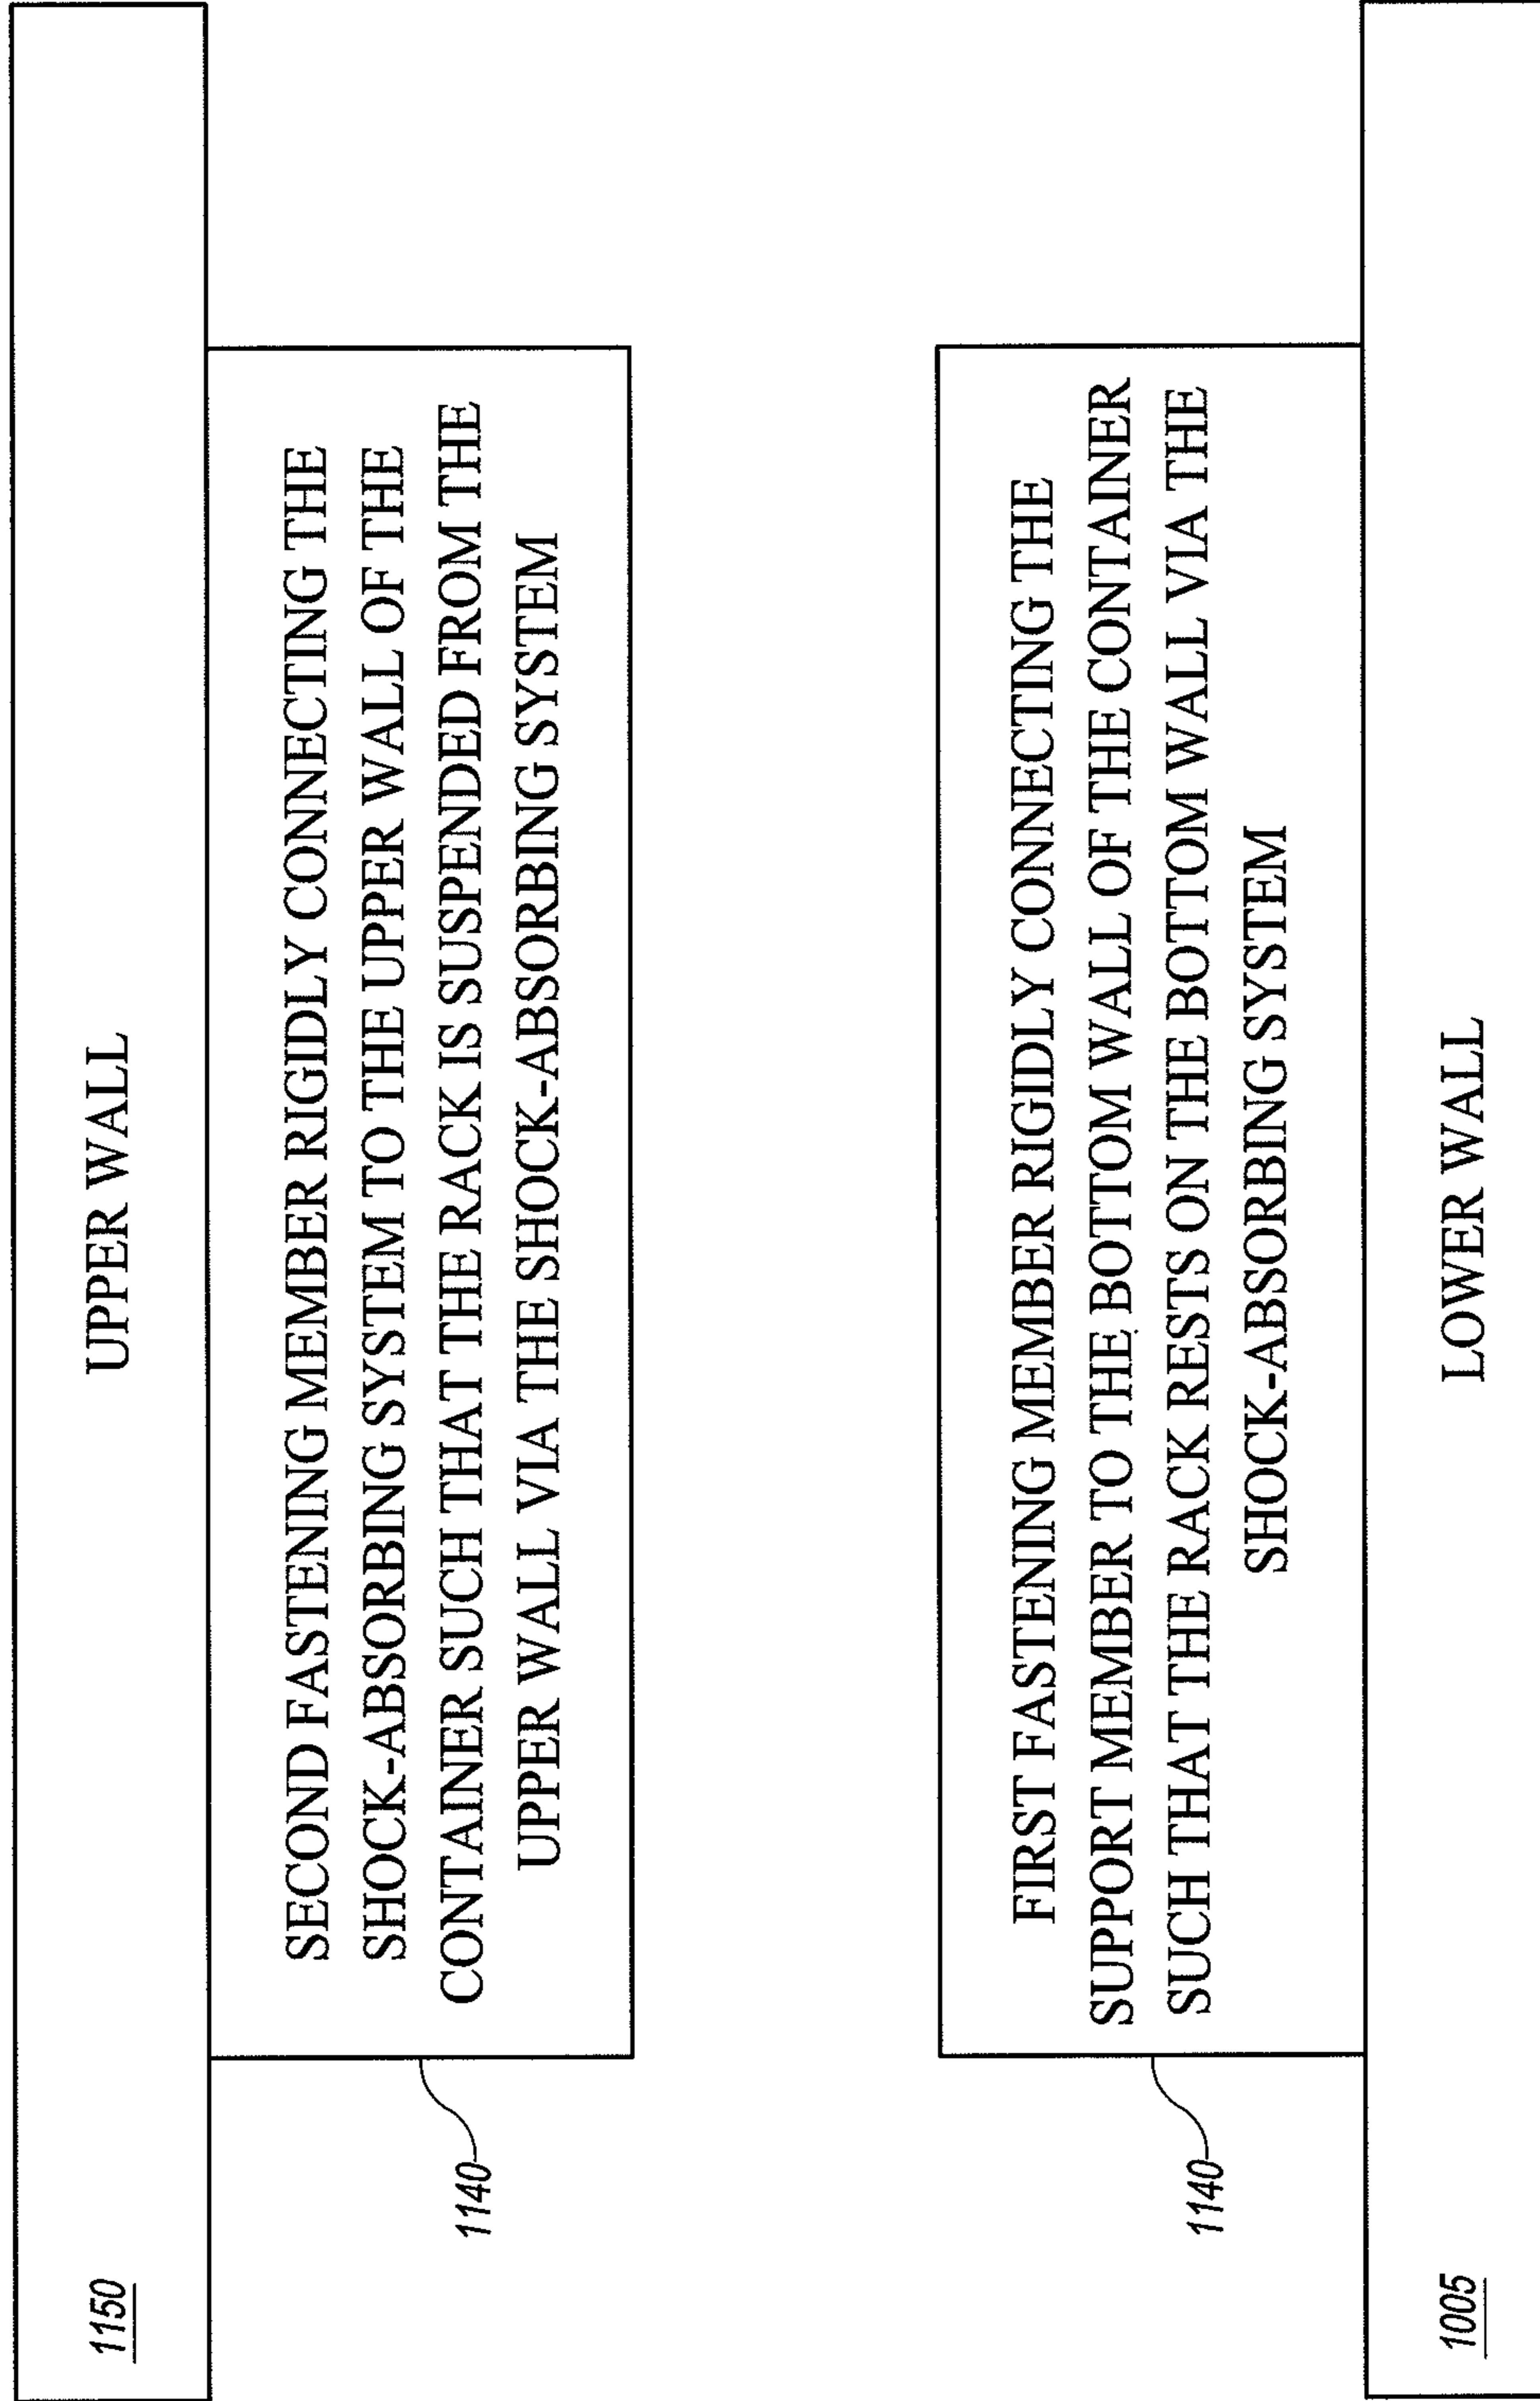 1150
UPPER WALL
SECOND FASTENING MEMBER RIGIDLY CONNECTING THE
SHOCK-ABSORBING SYSTEM TO THE UPPER WALL OF THE
CONTAINER SUCH THAT THE RACK IS SUSPENDED FROM THE
UPPER WALL VIA THE SHOCK-ABSORBING SYSTEM
1140
FIRST FASTENING MEMBER RIGIDLY CONNECTING THE
SUPPORT MEMBER TO THE BOTTOM WALL OF THE CONTAINER
SUCH THAT THE RACK RESTS ON THE BOTTOM WALL VIA THE
SHOCK-ABSORBING SYSTEM
1140
1005
LOWER WALL